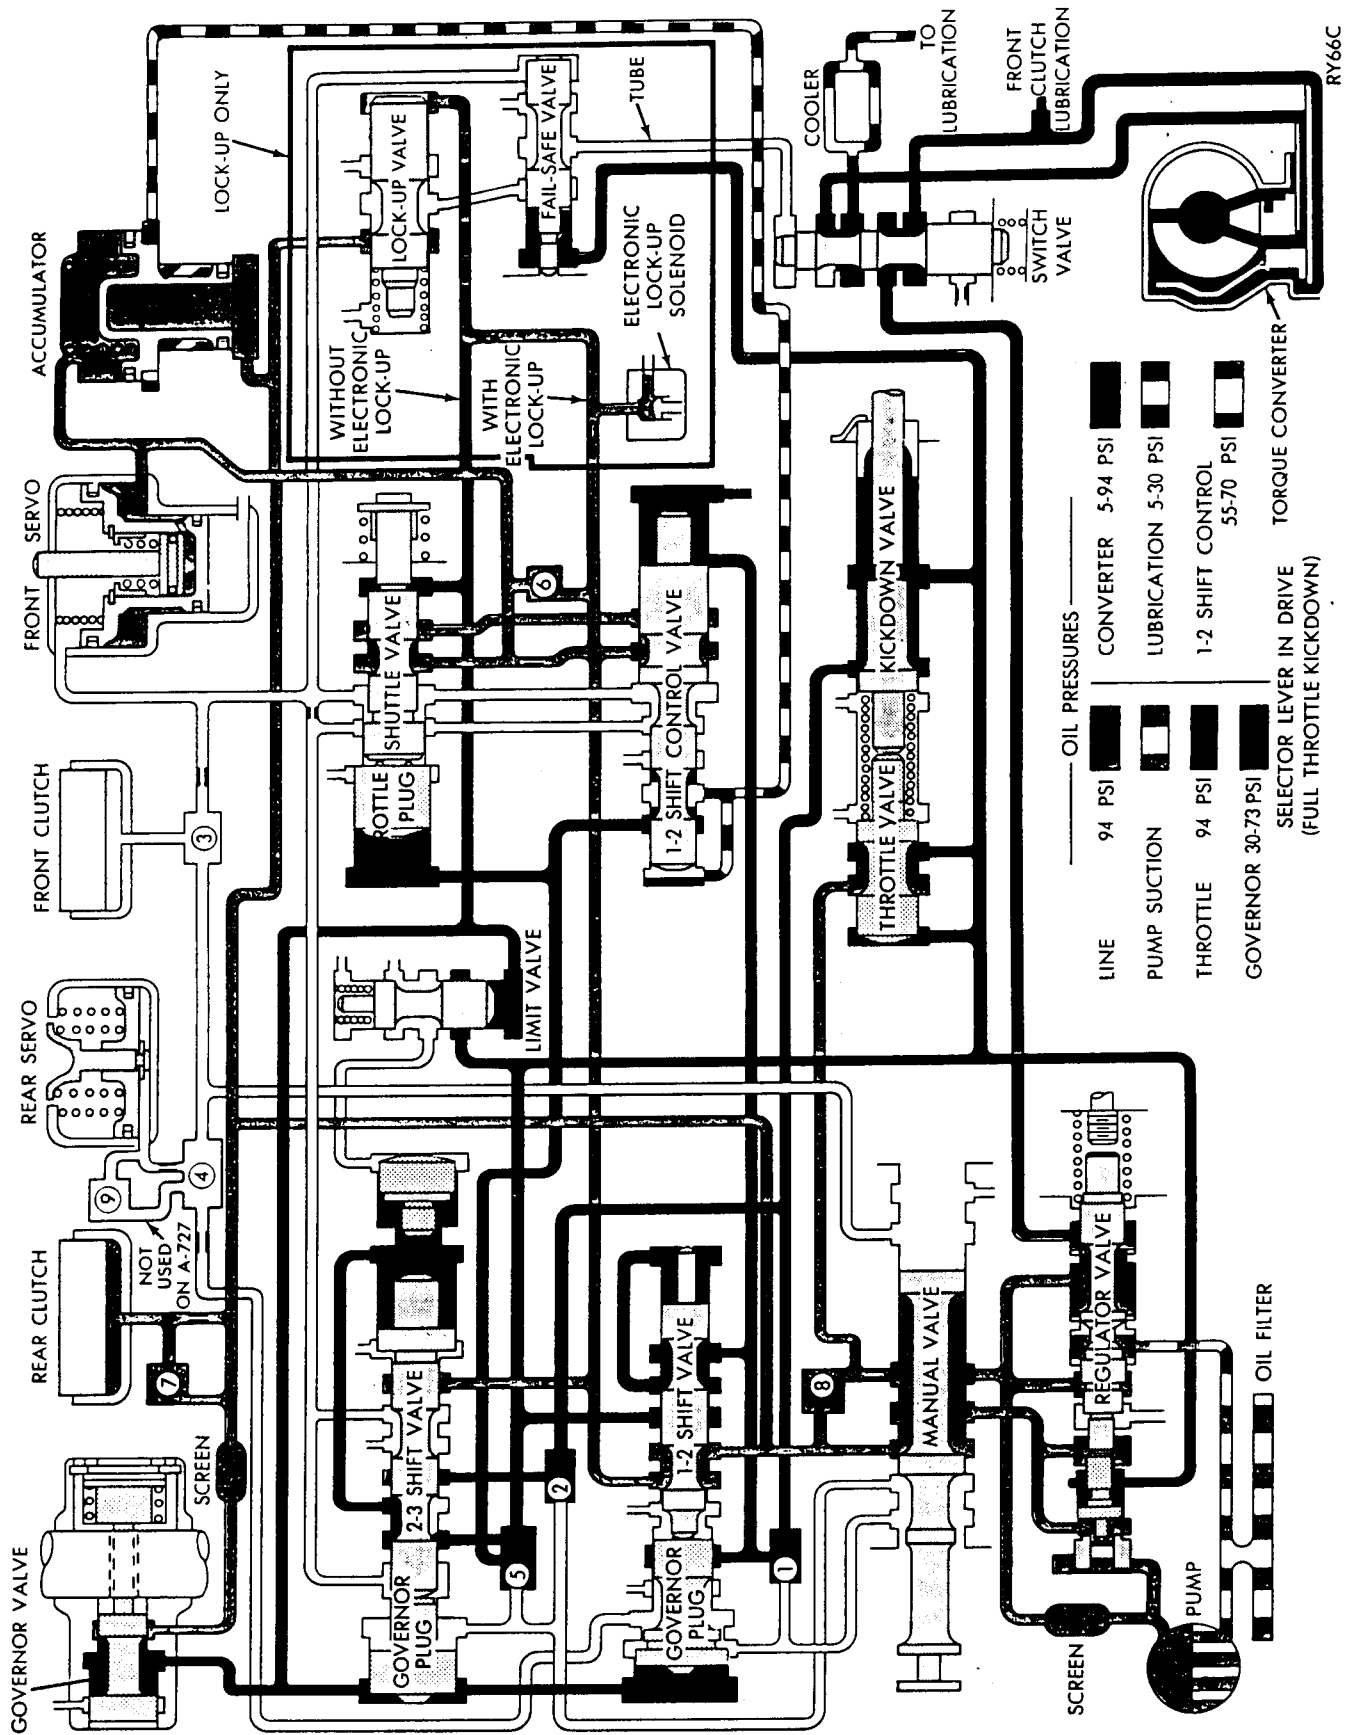 GOVERNOR VALVE
SCREEN
REAR CLUTCH
7
NOT
USED
ON A-727
9
4
REAR SERVO
FRONT CLUTCH
3
FRONT SERVO
ACCUMULATOR
LOCK-UP ONLY
GOVERNOR
PLUG
2-3 SHIFT VALVE
5
2
LIMIT VALVE
ROTTLE
PLUG
SHUTTLE VALVE
6
WITHOUT
ELECTRONIC
LOCK-UP
WITH
ELECTRONIC
LOCK-UP
LOCK-UP VALVE
FAIL-SAFE VALVE
TUBE
ELECTRONIC
LOCK-UP
SOLENOID
GOVERNOR
PLUG
1-2 SHIFT VALVE
1
1-2 SHIFT CONTROL VALVE
8
MANUAL VALVE
THROTTLE VALVE
KICKDOWN VALVE
SWITCH
VALVE
COOLER
TO
LUBRICATION
FRONT
CLUTCH
LUBRICATION
SCREEN
PUMP
REGULATOR VALVE
OIL FILTER
OIL PRESSURES
LINE 94 PSI
PUMP SUCTION
THROTTLE 94 PSI
GOVERNOR 30-73 PSI
CONVERTER 5-94 PSI
LUBRICATION 5-30 PSI
1-2 SHIFT CONTROL
55-70 PSI
SELECTOR LEVER IN DRIVE
(FULL THROTTLE KICKDOWN)
TORQUE CONVERTER
RY66C